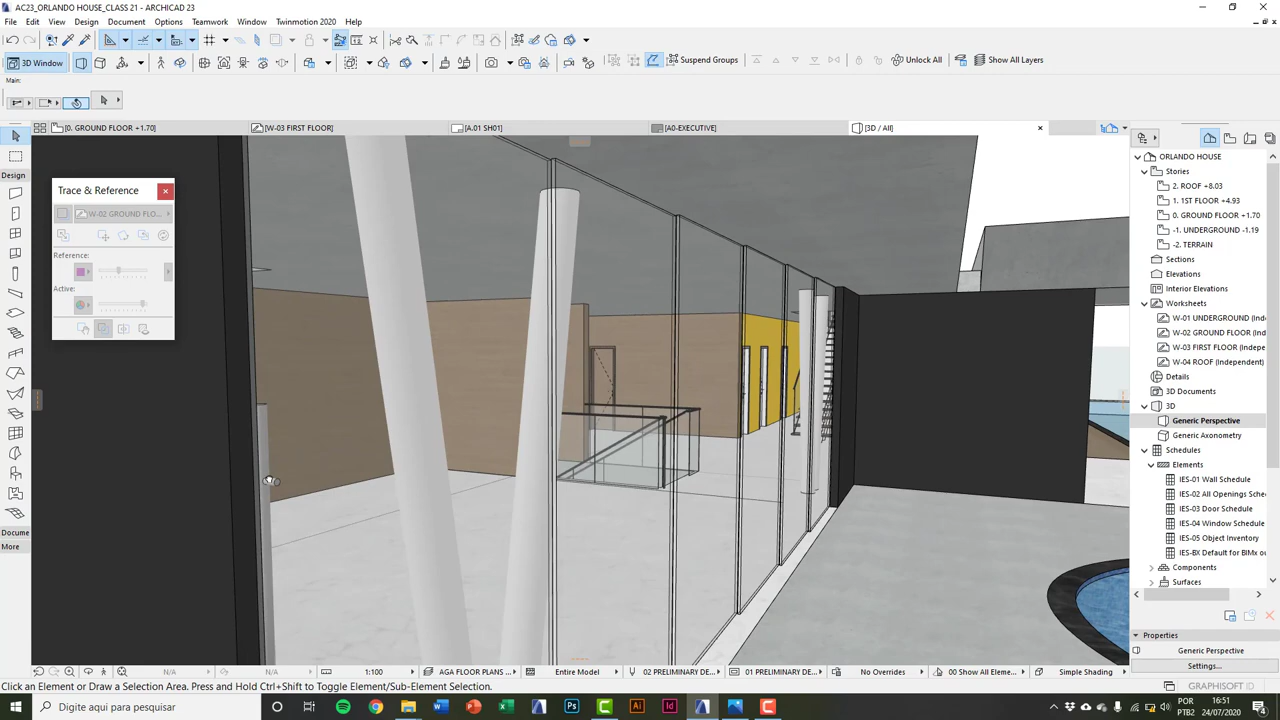 AC23_ORLANDO HOUSE_CLASS 21 - ARCHICAD 23
File Edit View Design Document Options Teamwork Window Twinmotion 2020 Help
3D Window
Suspend Groups
Unlock All
Show All Layers
Main:
[0. GROUND FLOOR +1.70]
[W-03 FIRST FLOOR]
[A.01 SH01]
[A0-EXECUTIVE]
[3D / All]
Design
Trace & Reference
W-02 GROUND FLO...
Reference:
Active:
Docume
More
ORLANDO HOUSE
Stories
2. ROOF +8.03
1. 1ST FLOOR +4.93
0. GROUND FLOOR +1.70
-1. UNDERGROUND -1.19
-2. TERRAIN
Sections
Elevations
Interior Elevations
Worksheets
W-01 UNDERGROUND (Ind
W-02 GROUND FLOOR (Ind
W-03 FIRST FLOOR (Indepe
W-04 ROOF (Independent)
Details
3D Documents
3D
Generic Perspective
Generic Axonometry
Schedules
Elements
IES-01 Wall Schedule
IES-02 All Openings Sche
IES-03 Door Schedule
IES-04 Window Schedule
IES-05 Object Inventory
IES-BX Default for BIMx o
Components
Surfaces
Properties
Generic Perspective
Settings...
N/A
N/A
1:100
AGA FLOOR PLANS ...
Entire Model
02 PRELIMINARY DE...
01 PRELIMINARY DE...
No Overrides
00 Show All Eleme...
Simple Shading
Click an Element or Draw a Selection Area. Press and Hold Ctrl+Shift to Toggle Element/Sub-Element Selection.
GRAPHISOFT
Digite aqui para pesquisar
Ps
Ai
Id
POR
PTB2
16:51
24/07/2020